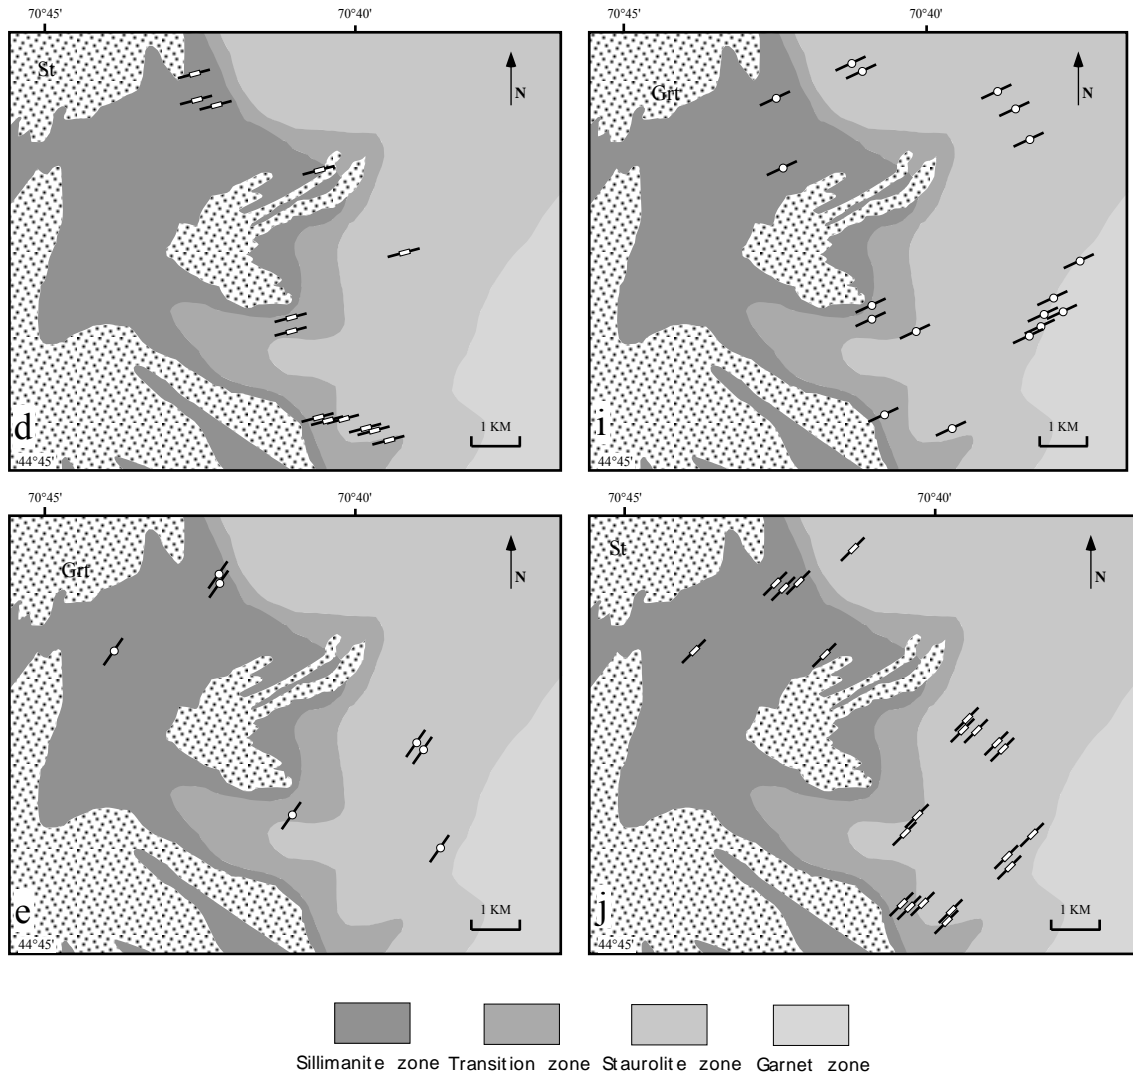 70°45' 70°40' 70°45' 70°40'
St
N
Grt
N
d
1 KM
44°45'
i
1 KM
44°45'
70°45' 70°40' 70°45' 70°40'
Grt
N
St
N
e
1 KM
44°45'
j
1 KM
44°45'
Sillimanite zone Transition zone Staurolite zone Garnet zone